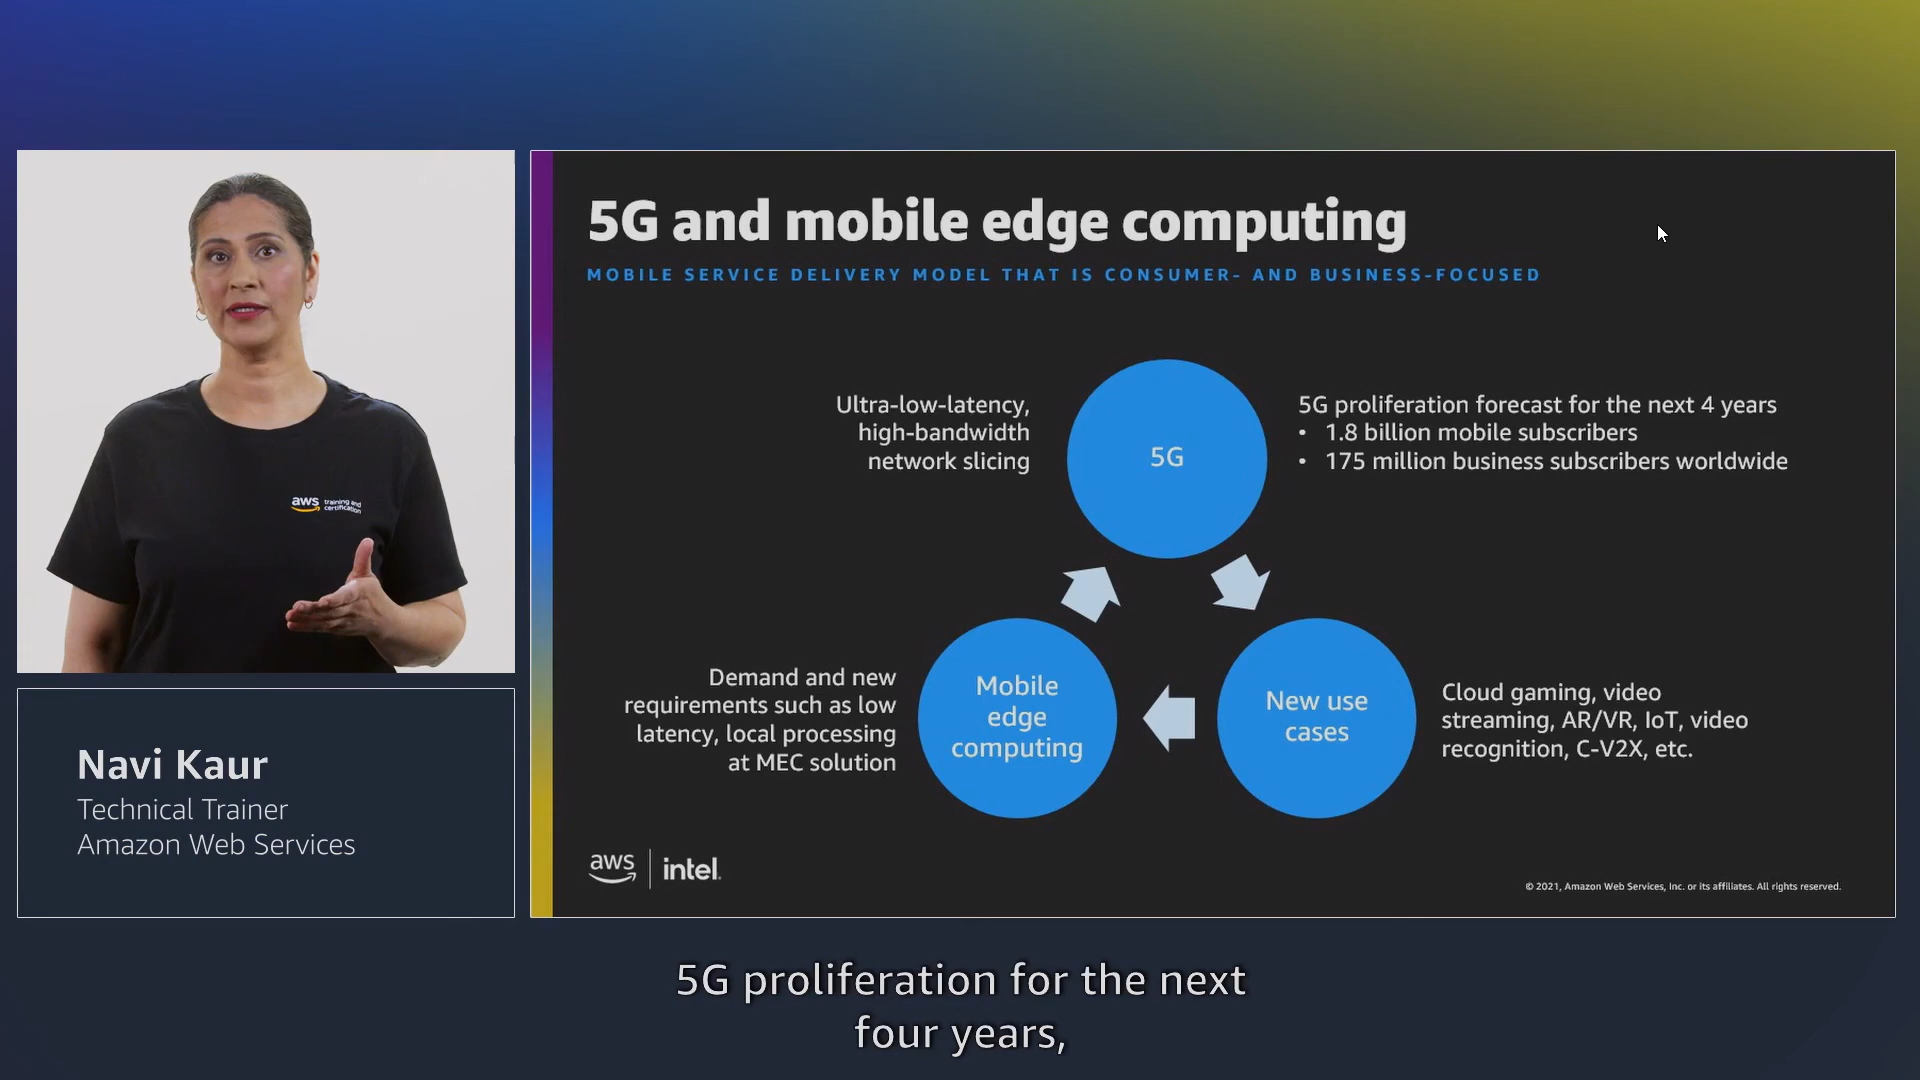 aws training and
certification
Navi Kaur
Technical Trainer
Amazon Web Services
5G and mobile edge computing
MOBILE SERVICE DELIVERY MODEL THAT IS CONSUMER- AND BUSINESS-FOCUSED
Ultra-low-latency,
high-bandwidth
network slicing
5G
5G proliferation forecast for the next 4 years
• 1.8 billion mobile subscribers
• 175 million business subscribers worldwide
Demand and new
requirements such as low
latency, local processing
at MEC solution
Mobile
edge
computing
New use
cases
Cloud gaming, video
streaming, AR/VR, IoT, video
recognition, C-V2X, etc.
aws | intel.
© 2021, Amazon Web Services, Inc. or its affiliates. All rights reserved.
5G proliferation for the next
four years,